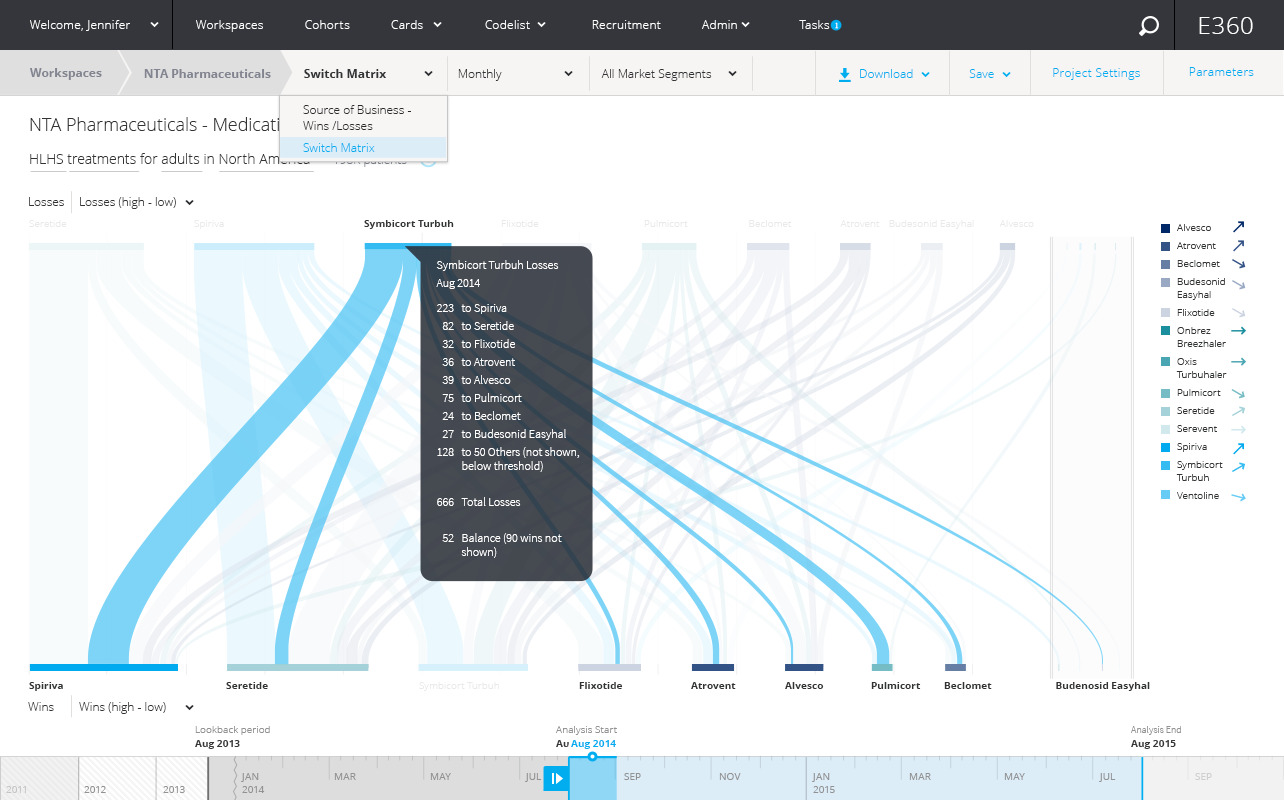 Welcome, Jennifer
Workspaces
Cohorts
Cards
Codelist
Recruitment
Admin
Tasks
E360
Workspaces
NTA Pharmaceuticals
Switch Matrix
Monthly
All Market Segments
Download
Save
Project Settings
Parameters
Source of Business -
Wins /Losses
Switch Matrix
NTA Pharmaceuticals - Medicati
HLHS treatments for adults in North America
patients
Losses
Losses (high - low)
Seretide
Spiriva
Symbicort Turbuh
Flixotide
Pulmicort
Beclomet
Atrovent
Budesonid Easyhal
Alvesco
Symbicort Turbuh Losses
Aug 2014
223 to Spiriva
82 to Seretide
32 to Flixotide
36 to Atrovent
39 to Alvesco
75 to Pulmicort
24 to Beclomet
27 to Budesonid Easyhal
128 to 50 Others (not shown,
below threshold)
666 Total Losses
52 Balance (90 wins not
shown)
Alvesco
Atrovent
Beclomet
Budesonid
Easyhal
Flixotide
Onbrez
Breezhaler
Oxis
Turbuhaler
Pulmicort
Seretide
Serevent
Spiriva
Symbicort
Turbuh
Ventoline
Spiriva
Seretide
Symbicort Turbuh
Flixotide
Atrovent
Alvesco
Pulmicort
Beclomet
Budenosid Easyhal
Wins
Wins (high - low)
Lookback period
Aug 2013
Analysis Start
Au Aug 2014
Analysis End
Aug 2015
2011
2012
2013
JAN
2014
MAR
MAY
JUL
SEP
NOV
JAN
2015
MAR
MAY
JUL
SEP